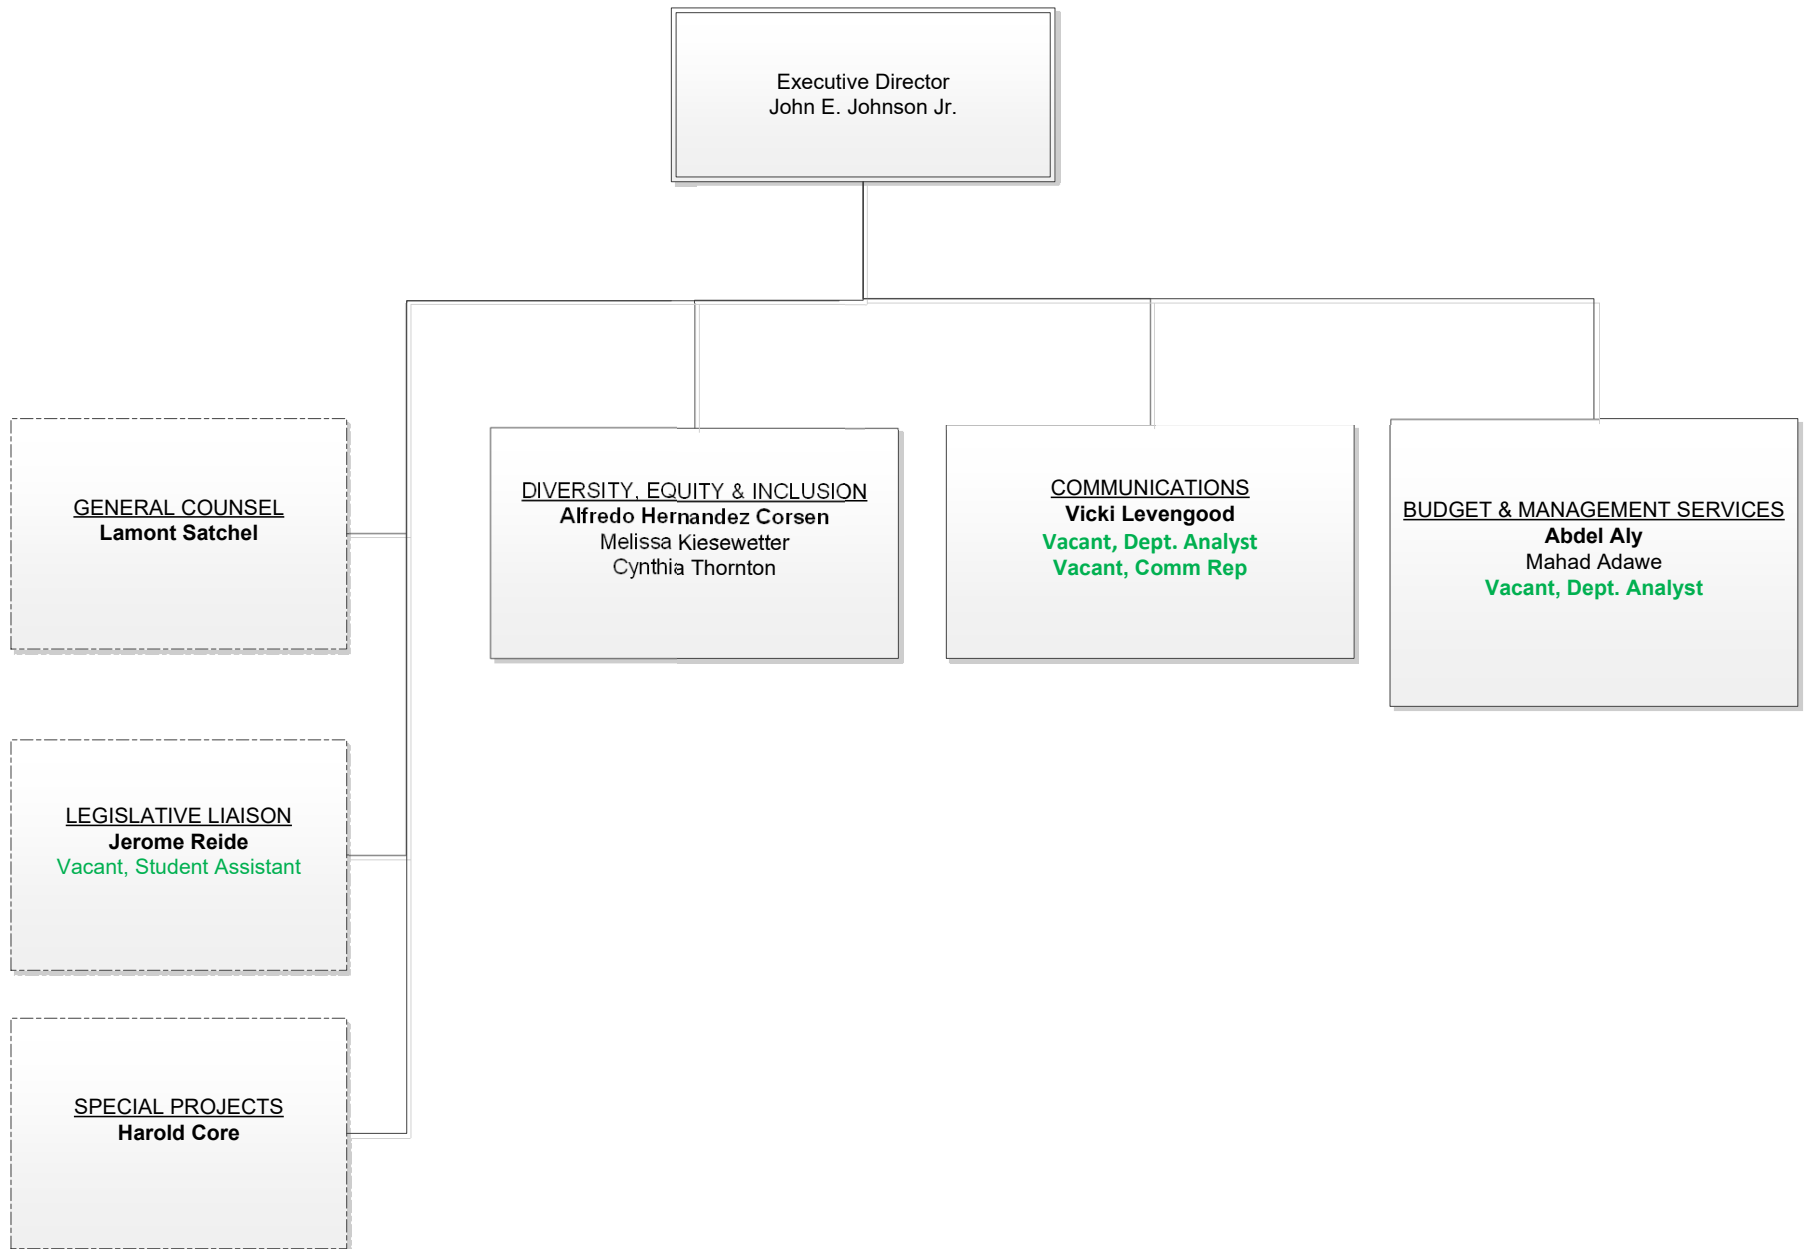 Executive Director
John E. Johnson Jr.
GENERAL COUNSEL
Lamont Satchel
DIVERSITY, EQUITY & INCLUSION
Alfredo Hernandez Corsen
Melissa Kiesewetter
Cynthia Thornton
COMMUNICATIONS
Vicki Levengood
Vacant, Dept. Analyst
Vacant, Comm Rep
BUDGET & MANAGEMENT SERVICES
Abdel Aly
Mahad Adawe
Vacant, Dept. Analyst
LEGISLATIVE LIAISON
Jerome Reide
Vacant, Student Assistant
SPECIAL PROJECTS
Harold Core